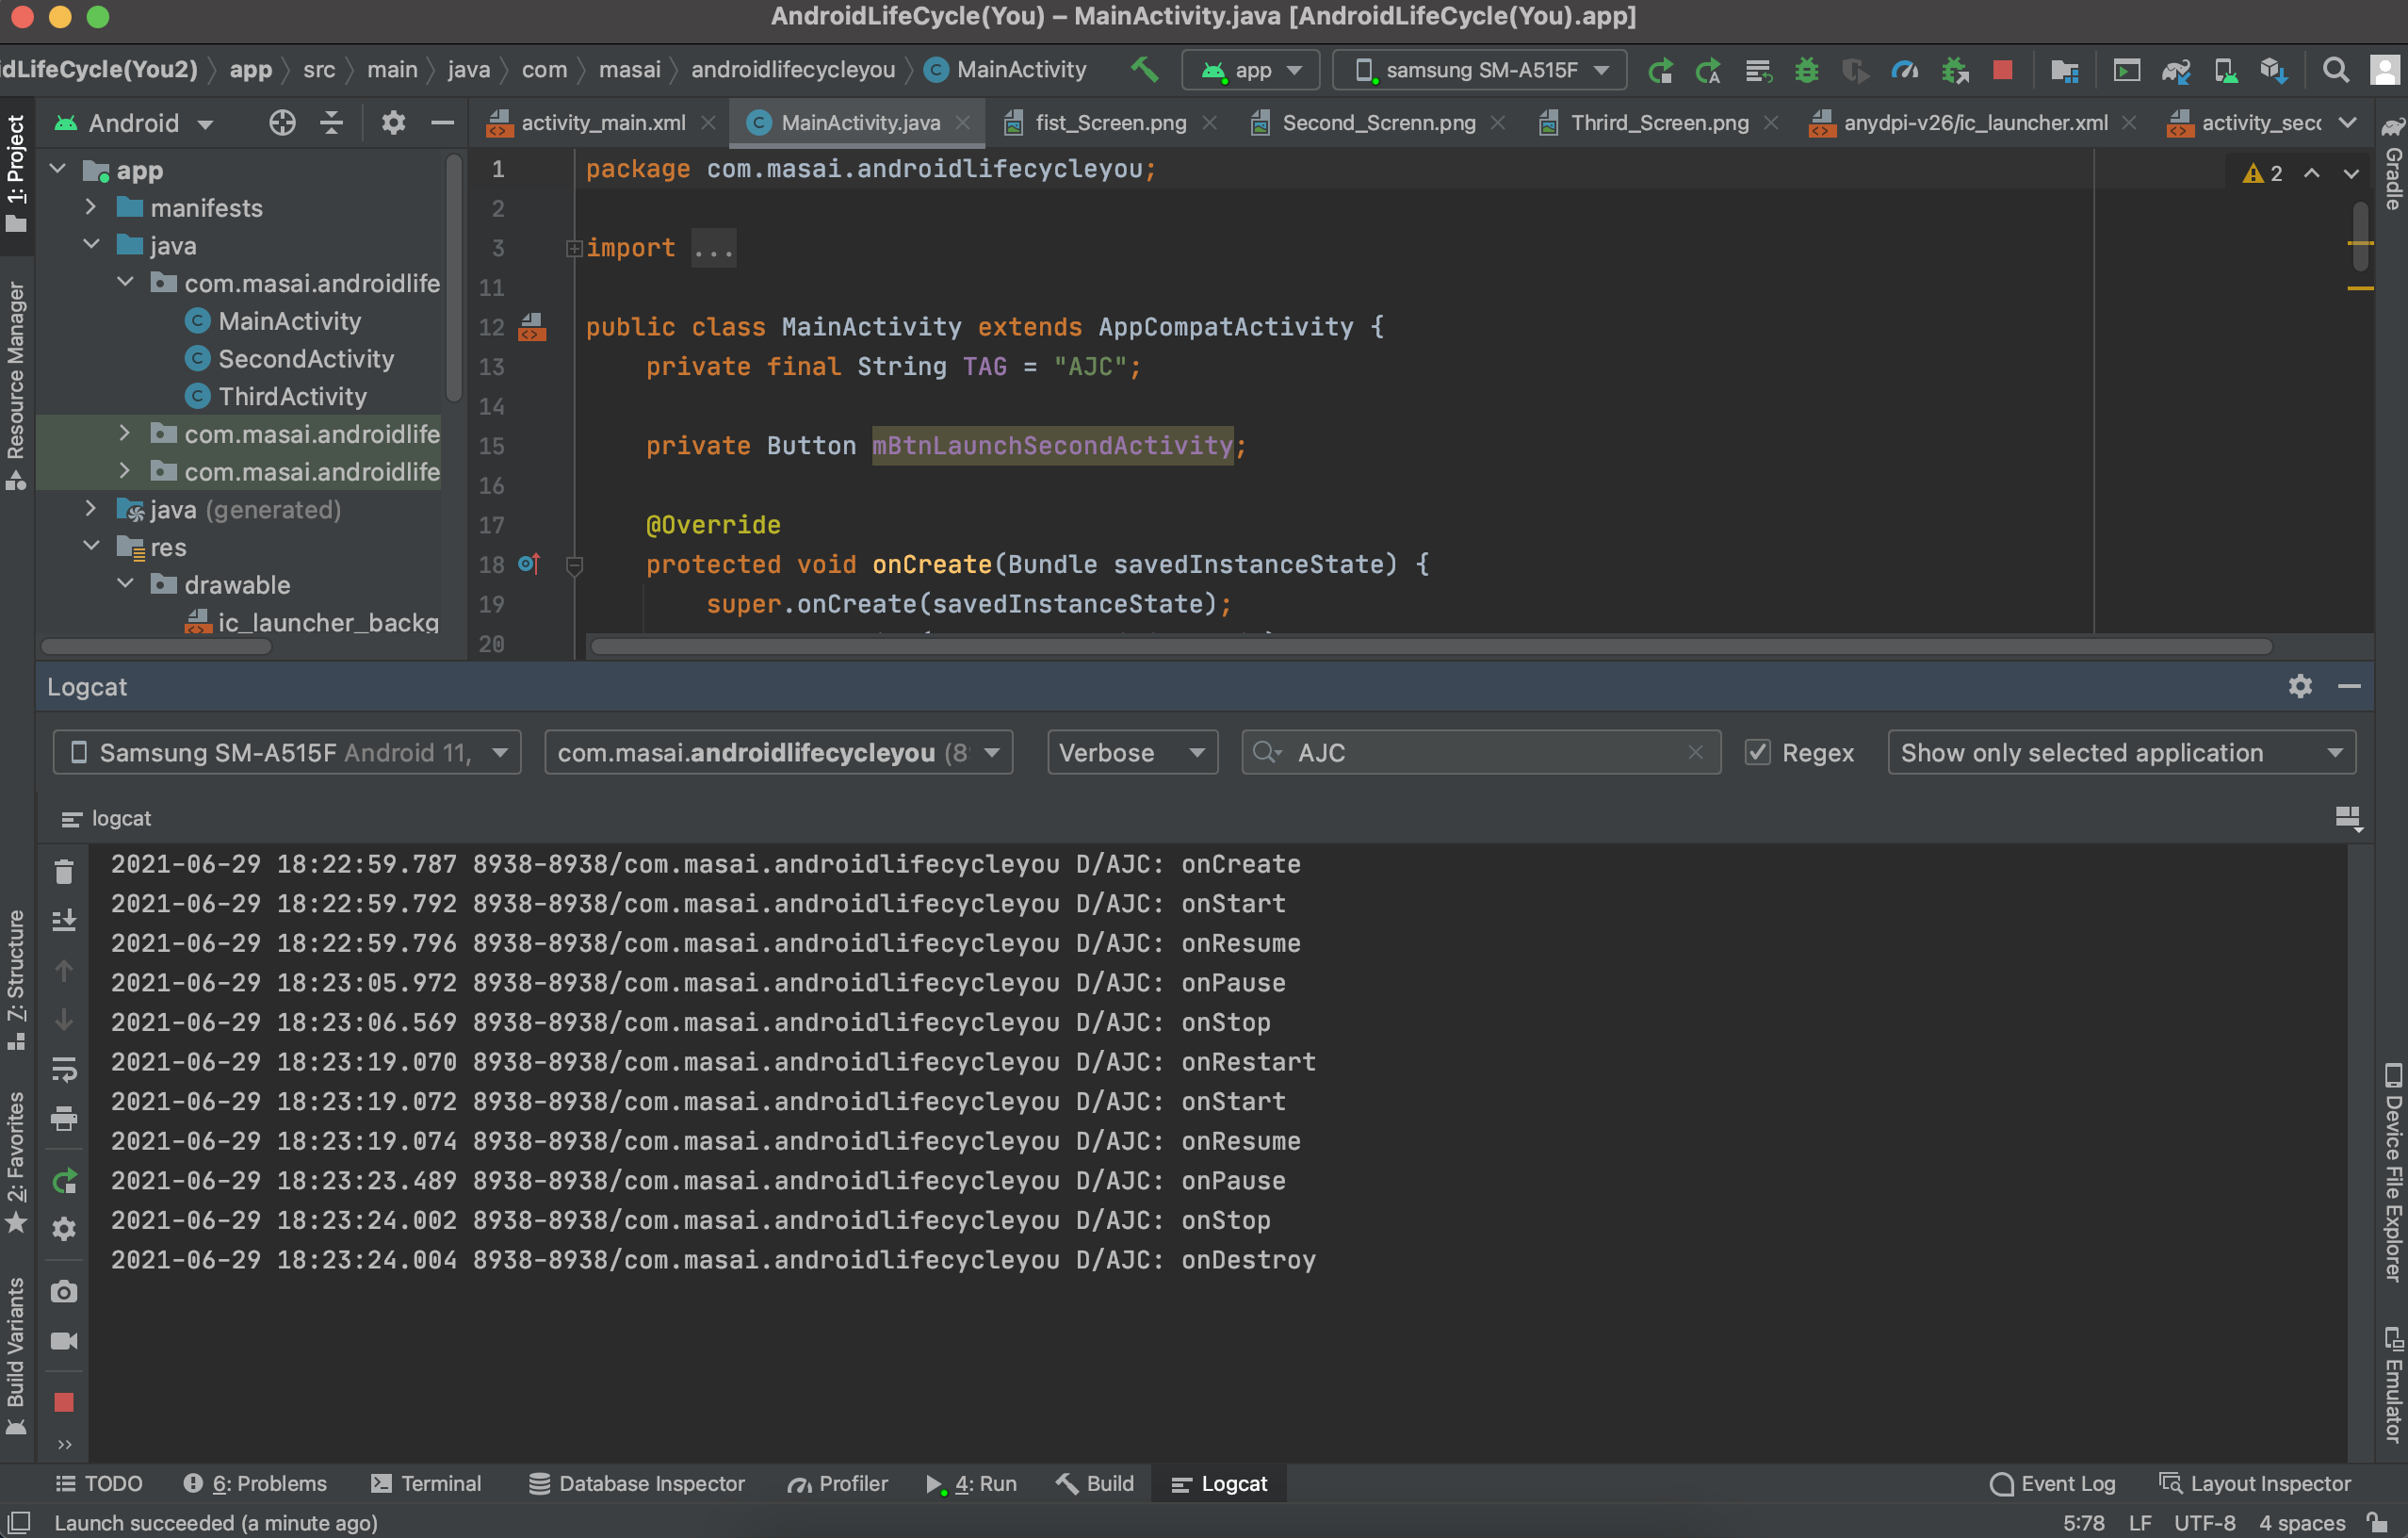 AndroidLifeCycle(You) – MainActivity.java [AndroidLifeCycle(You).app]
idLifeCycle(You2) app src main java com masai androidlifecycleyou MainActivity app samsung SM-A515F
1: Project
Resource Manager
7: Structure
2: Favorites
Build Variants
Android
app
manifests
java
com.masai.androidlife
MainActivity
SecondActivity
ThirdActivity
com.masai.androidlife
com.masai.androidlife
java (generated)
res
drawable
ic_launcher_backg
activity_main.xml MainActivity.java fist_Screen.png Second_Screnn.png Thrird_Screen.png anydpi-v26/ic_launcher.xml activity_sec
1 package com.masai.androidlifecycleyou;
2
3 import ...
11
12 public class MainActivity extends AppCompatActivity {
13 private final String TAG = "AJC";
14
15 private Button mBtnLaunchSecondActivity;
16
17 @Override
18 protected void onCreate(Bundle savedInstanceState) {
19 super.onCreate(savedInstanceState);
20
2
Gradle
Device File Explorer
Emulator
Logcat
Samsung SM-A515F Android 11, com.masai.androidlifecycleyou (8 Verbose AJC Regex Show only selected application
logcat
2021-06-29 18:22:59.787 8938-8938/com.masai.androidlifecycleyou D/AJC: onCreate
2021-06-29 18:22:59.792 8938-8938/com.masai.androidlifecycleyou D/AJC: onStart
2021-06-29 18:22:59.796 8938-8938/com.masai.androidlifecycleyou D/AJC: onResume
2021-06-29 18:23:05.972 8938-8938/com.masai.androidlifecycleyou D/AJC: onPause
2021-06-29 18:23:06.569 8938-8938/com.masai.androidlifecycleyou D/AJC: onStop
2021-06-29 18:23:19.070 8938-8938/com.masai.androidlifecycleyou D/AJC: onRestart
2021-06-29 18:23:19.072 8938-8938/com.masai.androidlifecycleyou D/AJC: onStart
2021-06-29 18:23:19.074 8938-8938/com.masai.androidlifecycleyou D/AJC: onResume
2021-06-29 18:23:23.489 8938-8938/com.masai.androidlifecycleyou D/AJC: onPause
2021-06-29 18:23:24.002 8938-8938/com.masai.androidlifecycleyou D/AJC: onStop
2021-06-29 18:23:24.004 8938-8938/com.masai.androidlifecycleyou D/AJC: onDestroy
TODO 6: Problems Terminal Database Inspector Profiler 4: Run Build Logcat Event Log Layout Inspector
Launch succeeded (a minute ago) 5:78 LF UTF-8 4 spaces